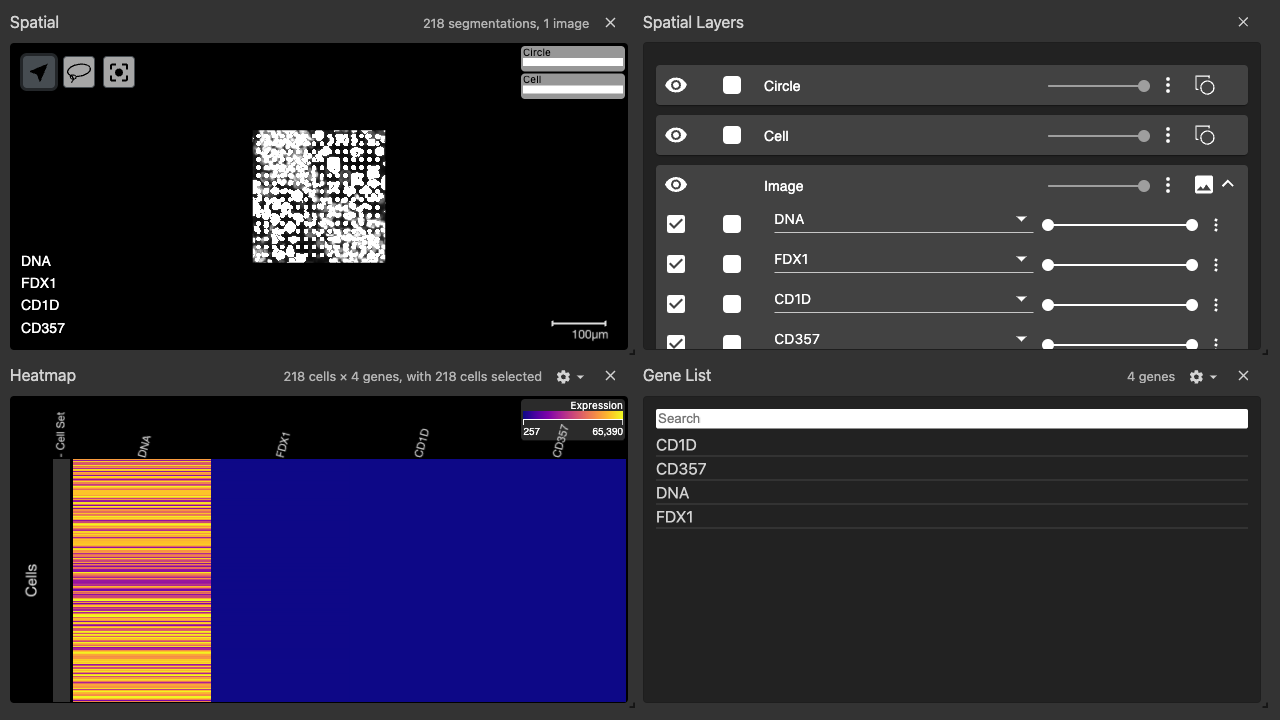 Spatial
218 segmentations, 1 image
Circle
Cell
DNA
FDX1
CD1D
CD357
100μm
Spatial Layers
Circle
Cell
Image
DNA
FDX1
CD1D
CD357
Heatmap
218 cells × 4 genes, with 218 cells selected
Expression
257 65,390
- Cell Set
DNA
FDX1
CD1D
CD357
Cells
Gene List
4 genes
Search
CD1D
CD357
DNA
FDX1